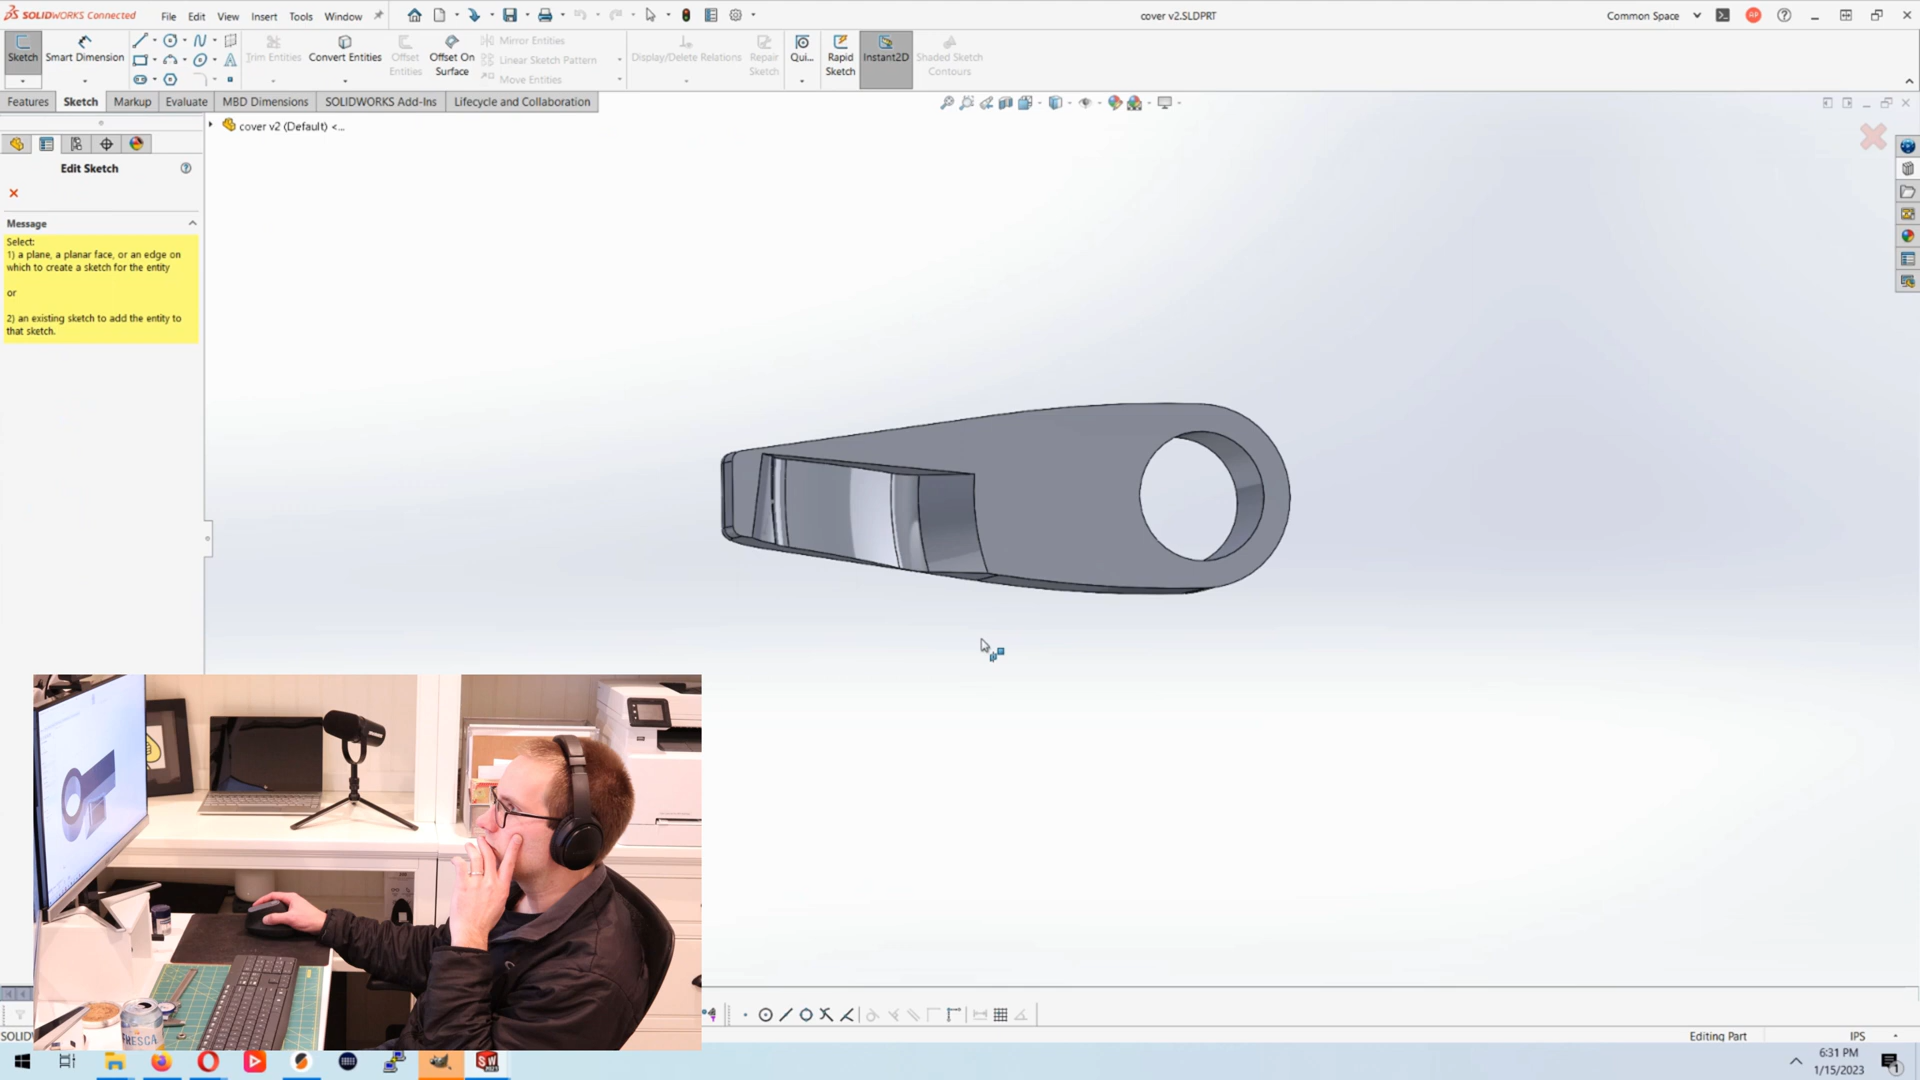 SOLIDWORKS Connected File Edit View Insert Tools Window cover v2.SLDPRT Common Space
Sketch Smart Dimension Trim Entities Convert Entities Offset Entities Offset On Surface Mirror Entities Linear Sketch Pattern Move Entities Display/Delete Relations Repair Sketch Qui... Rapid Sketch Instant2D Shaded Sketch Contours
Features Sketch Markup Evaluate MBD Dimensions SOLIDWORKS Add-Ins Lifecycle and Collaboration
cover v2 (Default) <...
Edit Sketch
Message
Select:
1) a plane, a planar face, or an edge on
which to create a sketch for the entity
or
2) an existing sketch to add the entity to
that sketch.
FRESCA
SOLID
Editing Part IPS
6:31 PM
1/15/2023